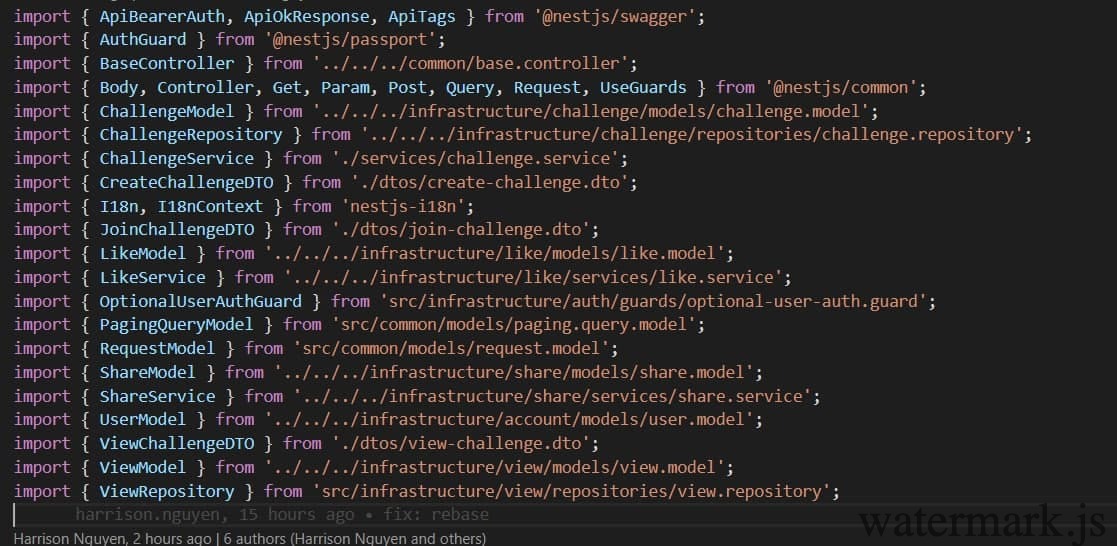 import { ApiBearerAuth, ApiOkResponse, ApiTags } from '@nestjs/swagger';
import { AuthGuard } from '@nestjs/passport';
import { BaseController } from '../../../common/base.controller';
import { Body, Controller, Get, Param, Post, Query, Request, UseGuards } from '@nestjs/common';
import { ChallengeModel } from '../../../infrastructure/challenge/models/challenge.model';
import { ChallengeRepository } from '../../../infrastructure/challenge/repositories/challenge.repository';
import { ChallengeService } from './services/challenge.service';
import { CreateChallengeDTO } from './dtos/create-challenge.dto';
import { I18n, I18nContext } from 'nestjs-i18n';
import { JoinChallengeDTO } from './dtos/join-challenge.dto';
import { LikeModel } from '../../../infrastructure/like/models/like.model';
import { LikeService } from '../../../infrastructure/like/services/like.service';
import { OptionalUserAuthGuard } from 'src/infrastructure/auth/guards/optional-user-auth.guard';
import { PagingQueryModel } from 'src/common/models/paging.query.model';
import { RequestModel } from 'src/common/models/request.model';
import { ShareModel } from '../../../infrastructure/share/models/share.model';
import { ShareService } from '../../../infrastructure/share/services/share.service';
import { UserModel } from '../../../infrastructure/account/models/user.model';
import { ViewChallengeDTO } from './dtos/view-challenge.dto';
import { ViewModel } from '../../../infrastructure/view/models/view.model';
import { ViewRepository } from 'src/infrastructure/view/repositories/view.repository';
harrison.nguyen, 15 hours ago • fix: rebase
watermark.js
Harrison Nguyen, 2 hours ago | 6 authors (Harrison Nguyen and others)